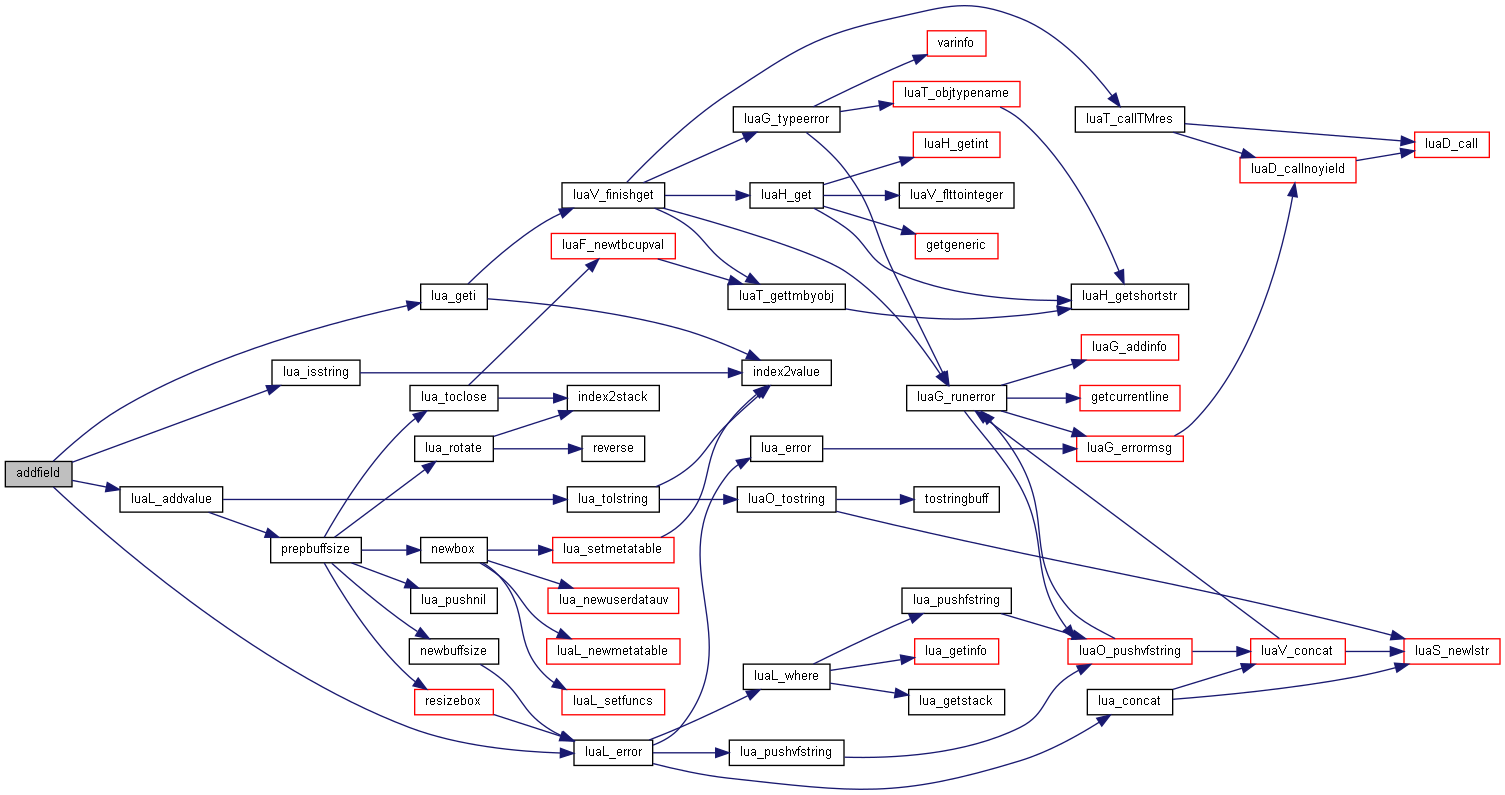 varinfo
luaT_objtypename
luaG_typeerror
luaT_callTMres
luaH_getint
luaD_call
luaD_callnoyield
luaV_finishget
luaH_get
luaV_flttointeger
luaF_newtbcupval
getgeneric
lua_geti
luaT_gettmbyobj
luaH_getshortstr
luaG_addinfo
lua_isstring
index2value
lua_toclose
index2stack
luaG_runerror
getcurrentline
lua_rotate
reverse
lua_error
luaG_errormsg
addfield
luaL_addvalue
lua_tolstring
luaO_tostring
tostringbuff
prepbuffsize
newbox
lua_setmetatable
lua_pushnil
lua_newuserdatauv
lua_pushfstring
newbuffsize
luaL_newmetatable
lua_getinfo
luaO_pushvfstring
luaV_concat
luaS_newlstr
luaL_where
resizebox
luaL_setfuncs
lua_getstack
lua_concat
luaL_error
lua_pushvfstring